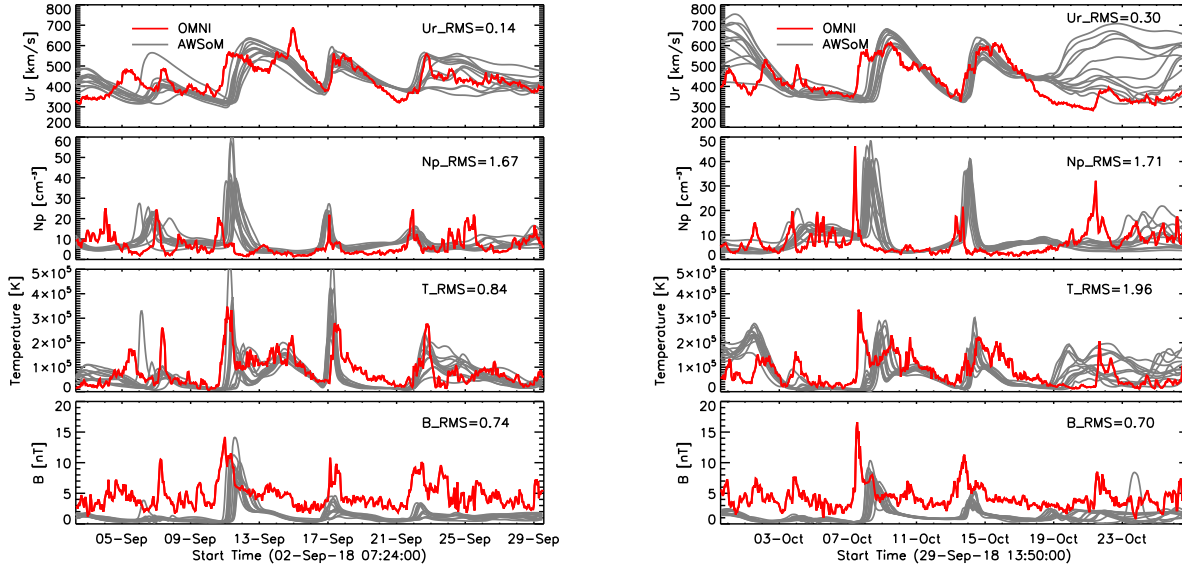 OMNI
AWSoM
Ur_RMS=0.14
Ur [km/s]
800
700
600
500
400
300
200
Np_RMS=1.67
Np [cm⁻³]
60
50
40
30
20
10
0
T_RMS=0.84
Temperature [K]
5×10⁵
4×10⁵
3×10⁵
2×10⁵
1×10⁵
0
B_RMS=0.74
B [nT]
20
15
10
5
0
05-Sep 09-Sep 13-Sep 17-Sep 21-Sep 25-Sep 29-Sep
Start Time (02-Sep-18 07:24:00)
OMNI
AWSoM
Ur_RMS=0.30
Ur [km/s]
800
700
600
500
400
300
200
Np_RMS=1.71
Np [cm⁻³]
50
40
30
20
10
0
T_RMS=1.96
Temperature [K]
5×10⁵
4×10⁵
3×10⁵
2×10⁵
1×10⁵
0
B_RMS=0.70
B [nT]
20
15
10
5
0
03-Oct 07-Oct 11-Oct 15-Oct 19-Oct 23-Oct
Start Time (29-Sep-18 13:50:00)